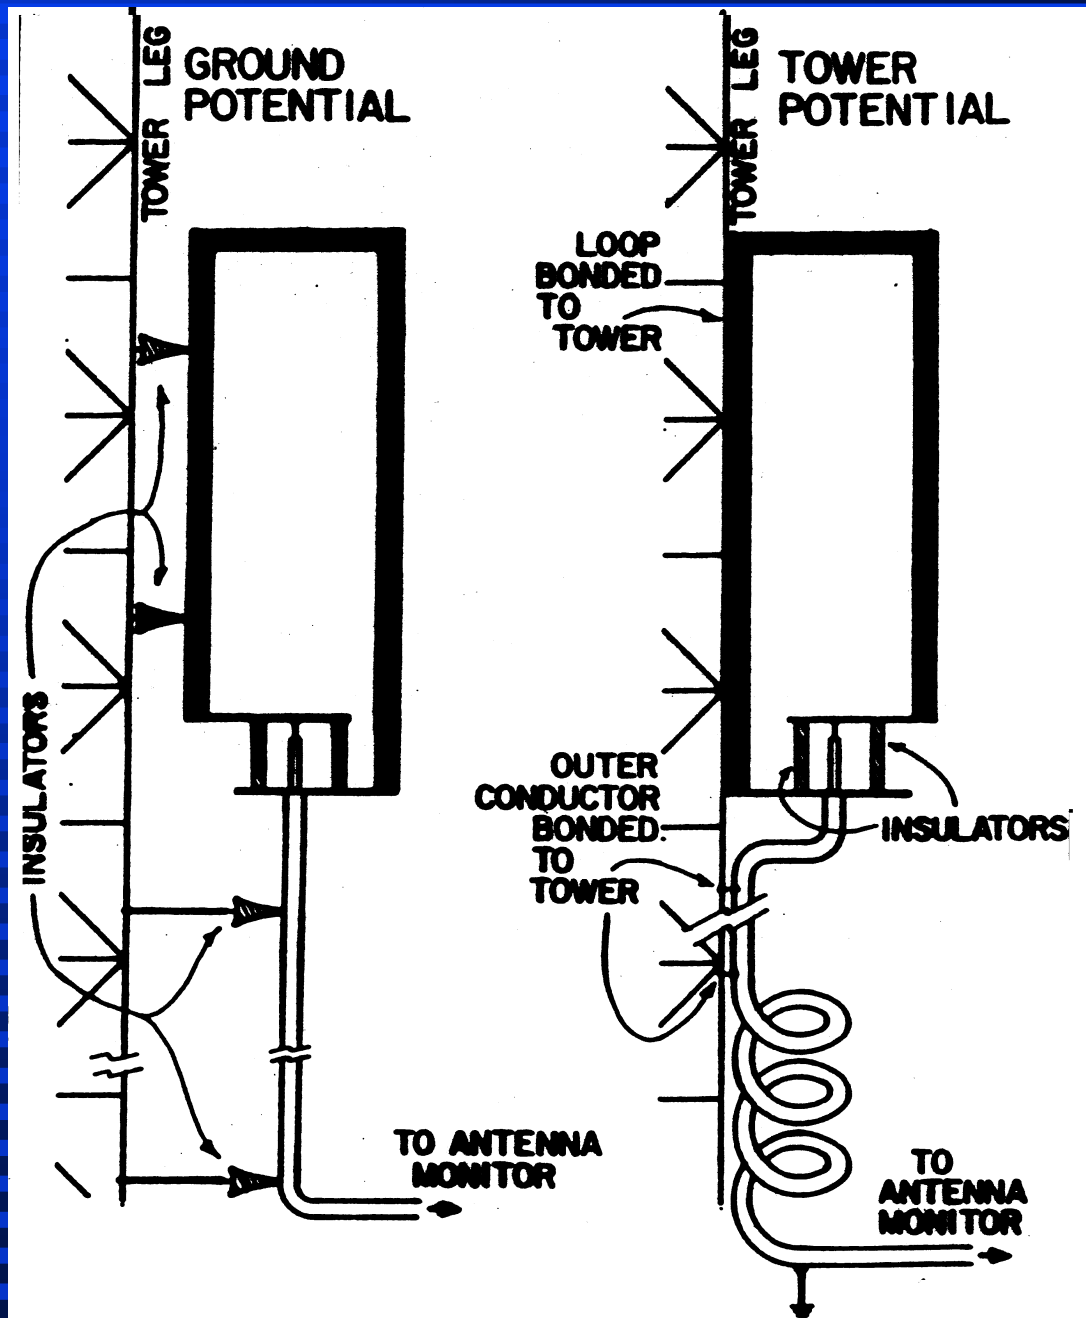 TOWER LEG
GROUND
POTENTIAL
INSULATORS
TO ANTENNA
MONITOR
TOWER LEG
TOWER
POTENTIAL
LOOP
BONDED
TO
TOWER
OUTER
CONDUCTOR
BONDED
TO
TOWER
INSULATORS
TO
ANTENNA
MONITOR